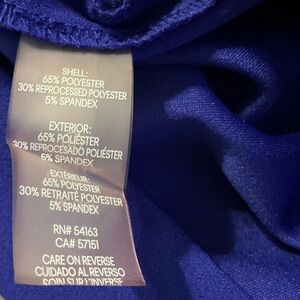 SHELL:
65% POLYESTER
30% REPROCESSED POLYESTER
5% SPANDEX
EXTERIOR:
65% POLIÉSTER
30% REPROCESADO POLIÉSTER
5% SPANDEX
EXTÉRIEUR:
65% POLYESTER
30% RETRAITÉ POLYESTER
5% SPANDEX
RN# 54163
CA# 57151
CARE ON REVERSE
CUIDADO AL REVERSO
SOIN SUR L'INVERSE